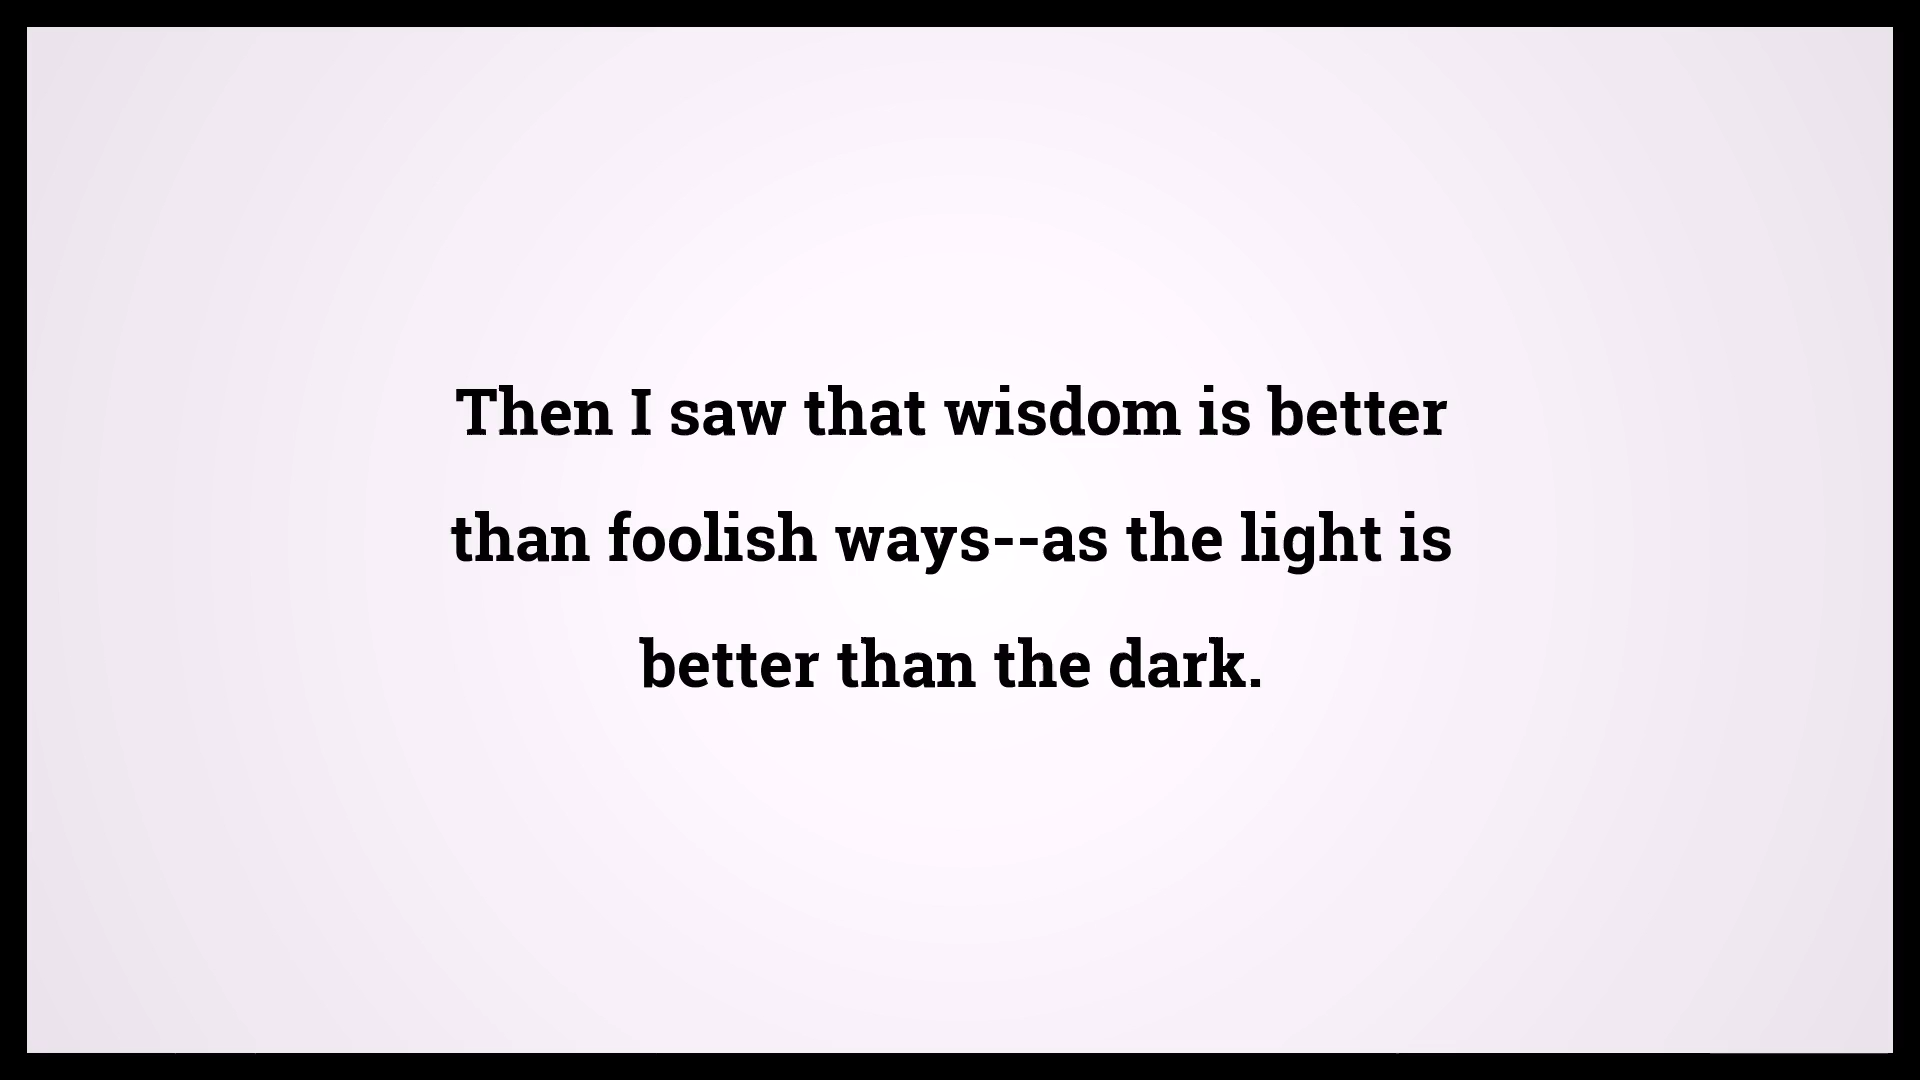 Then I saw that wisdom is better
than foolish ways--as the light is
better than the dark.